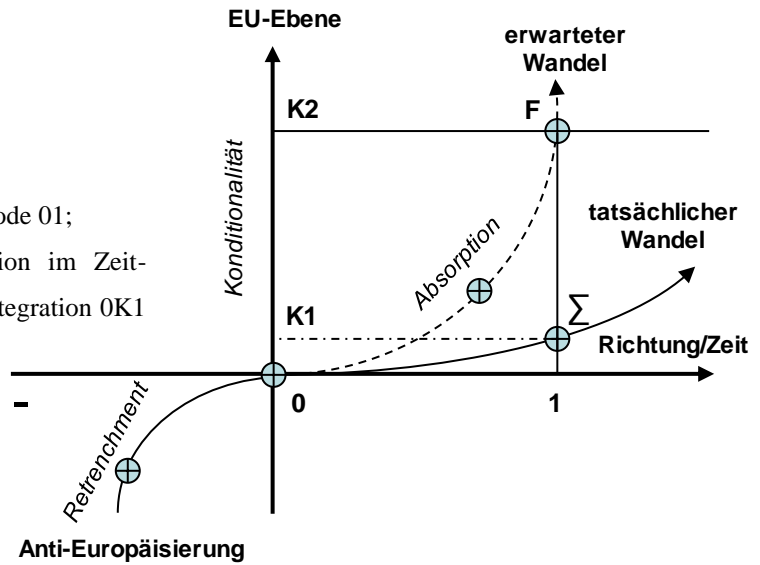 EU-Ebene
erwarteter
Wandel
K2
F
Konditionalität
ode 01;
tatsächlicher
Wandel
ion im Zeit-
Absorption
tegration 0K1
K1
∑
Richtung/Zeit
-
0
1
Retrenchment
Anti-Europäisierung